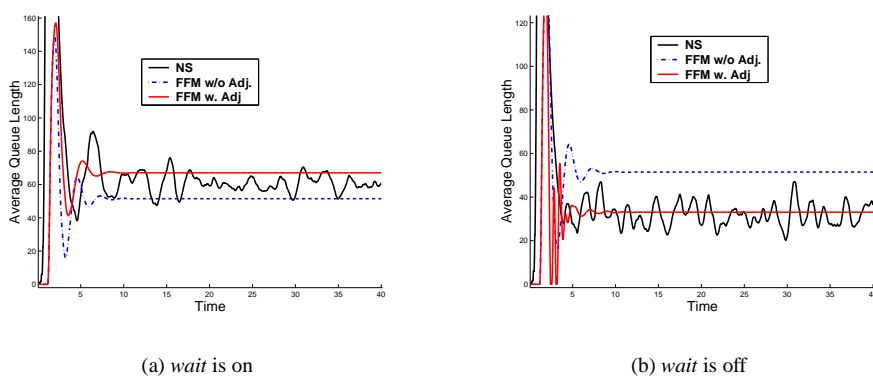 160
140
120
100
80
60
40
20
0
Average Queue Length
NS
FFM w/o Adj.
FFM w. Adj
5 10 15 20 25 30 35 40
Time
(a) wait is on
120
100
80
60
40
20
0
Average Queue Length
NS
FFM w/o Adj.
FFM w. Adj
5 10 15 20 25 30 35 40
Time
(b) wait is off